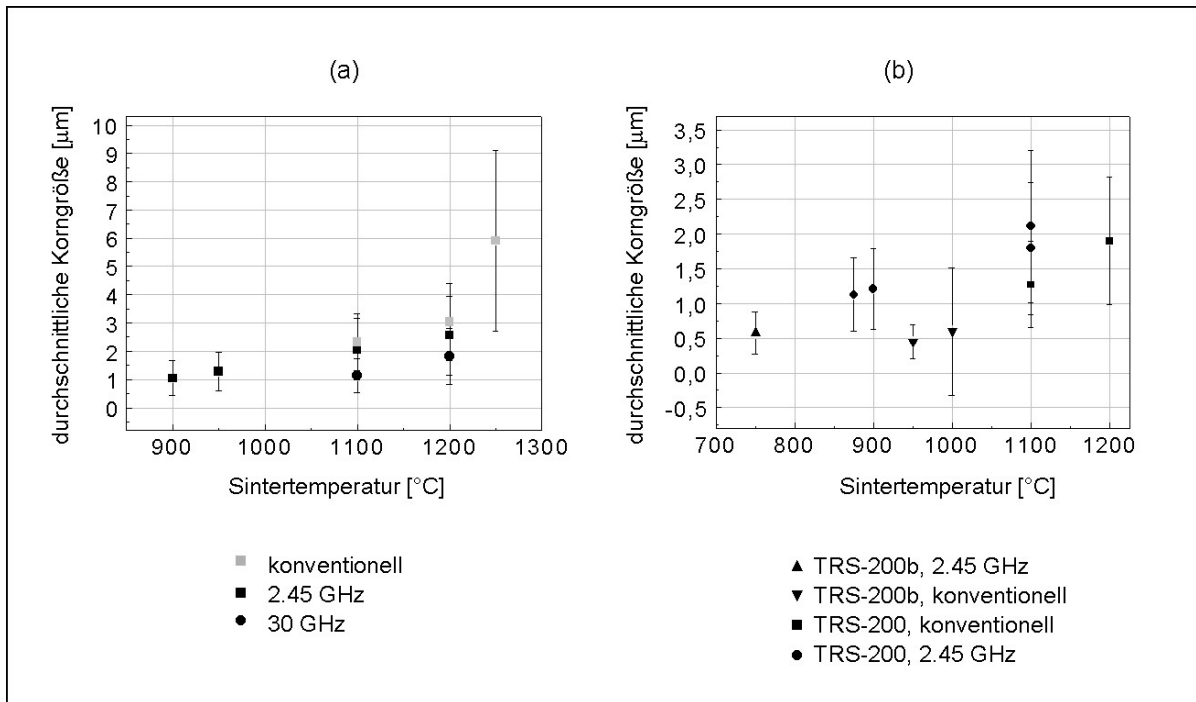 (a)
durchschnittliche Korngröße [µm]
10
9
8
7
6
5
4
3
2
1
0
900 1000 1100 1200 1300
Sintertemperatur [°C]
konventionell
2.45 GHz
30 GHz
(b)
durchschnittliche Korngröße [µm]
3,5
3,0
2,5
2,0
1,5
1,0
0,5
0,0
-0,5
700 800 900 1000 1100 1200
Sintertemperatur [°C]
TRS-200b, 2.45 GHz
TRS-200b, konventionell
TRS-200, konventionell
TRS-200, 2.45 GHz